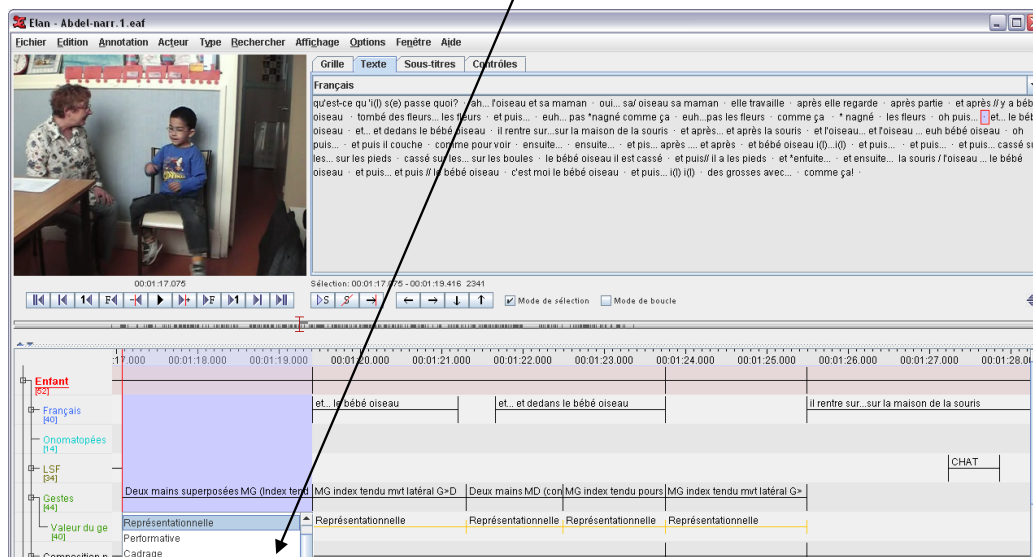 Elan - Abdel-narr.1.eaf
Fichier Edition Annotation Acteur Type Rechercher Affichage Options Fenêtre Aide
Grille Texte Sous-titres Contrôles
Français
qu'est-ce qu 'i(l) s(e) passe quoi? · ah... l'oiseau et sa maman · oui... sa/ oiseau sa maman · elle travaille · après elle regarde · après partie · et après // y a béb
oiseau · tombé des fleurs... les fleurs · et puis... · euh... pas *nagné comme ça · euh...pas les fleurs · comme ça · * nagné · les fleurs · oh puis... · et... le béb
oiseau · et... et dedans le bébé oiseau · il rentre sur...sur la maison de la souris · et après... et après la souris · et l'oiseau... et l'oiseau ... euh bébé oiseau · oh
puis... · et puis il couche · comme pour voir · ensuite... · ensuite... · et pis... après .... et après · et bébé oiseau i(l)...i(l) · et puis... · et puis... · et puis... cassé su
les... sur les pieds · cassé sur les... sur les boules · le bébé oiseau il est cassé · et puis// il a les pieds · et *enfuite... · et ensuite... la souris / l'oiseau ... le bébé
oiseau · et puis... et puis // le bébé oiseau · c'est moi le bébé oiseau · et puis... i(l) i(l) · des grosses avec... · comme ça! ·
00:01:17.075
Sélection: 00:01:17.075 - 00:01:19.416 2341
1 F F 1 S S Mode de sélection Mode de boucle
:17.000 00:01:18.000 00:01:19.000 00:01:20.000 00:01:21.000 00:01:22.000 00:01:23.000 00:01:24.000 00:01:25.000 00:01:26.000 00:01:27.000 00:01:28.0
Enfant
[52]
Français et... le bébé oiseau et... et dedans le bébé oiseau il rentre sur...sur la maison de la souris
[40]
Onomatopées
[14]
LSF CHAT
[34]
Gestes Deux mains superposées MG (Index tend MG index tendu mvt latéral G>D Deux mains MD (con MG index tendu pours MG index tendu mvt latéral G>
[44]
Valeur du ge Représentationnelle Représentationnelle Représentationnelle Représentationnelle Représentationnelle
[40]
Performative
Composition n Cadrage